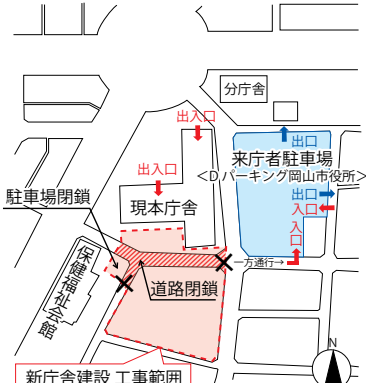 分庁舎
出入口
出口
来庁者駐車場
<Dパーキング岡山市役所>
出入口
駐車場閉鎖
現本庁舎
出口
入口
入口
一方通行→
保健福祉会館
道路閉鎖
新庁舎建設 工事範囲
N